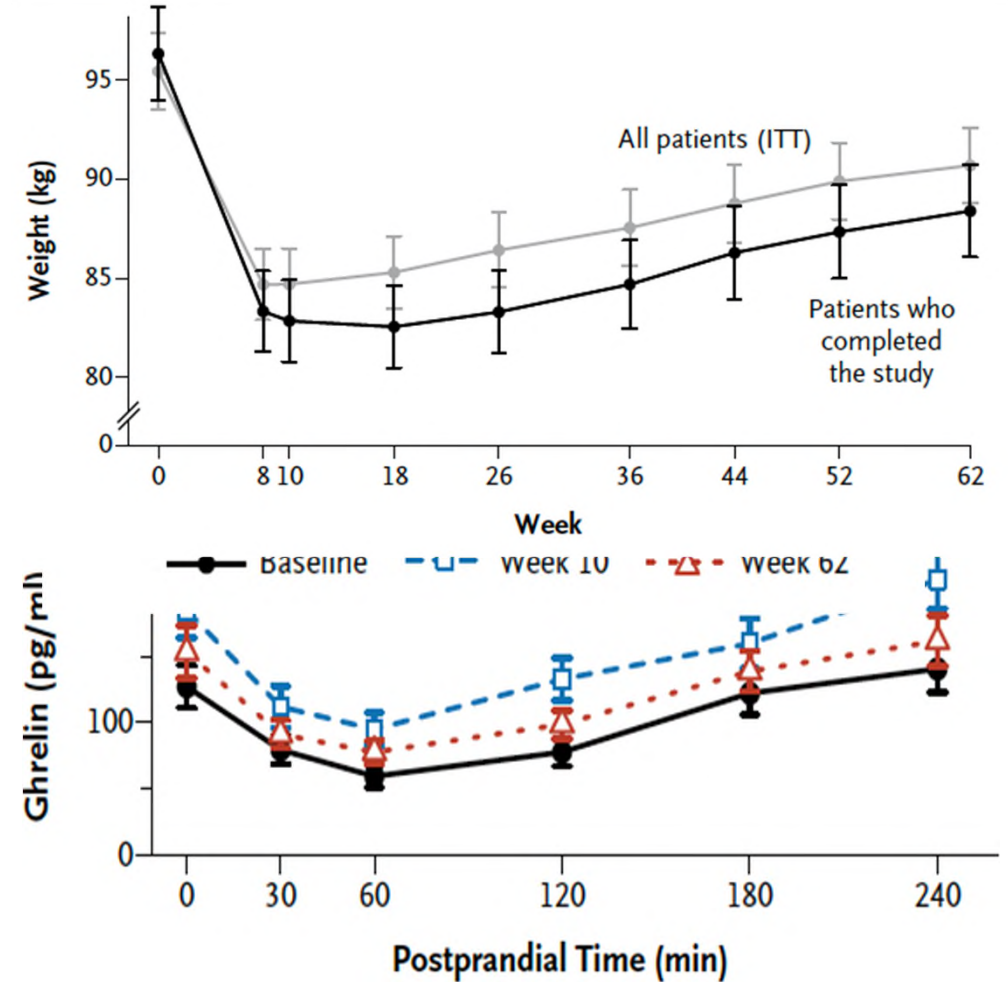 95
90
85
80
0
Weight (kg)
All patients (ITT)
Patients who
completed
the study
0 8 10 18 26 36 44 52 62
Week
Baseline Week 10 Week 62
Ghrelin (pg/ml)
100
0
0 30 60 120 180 240
Postprandial Time (min)